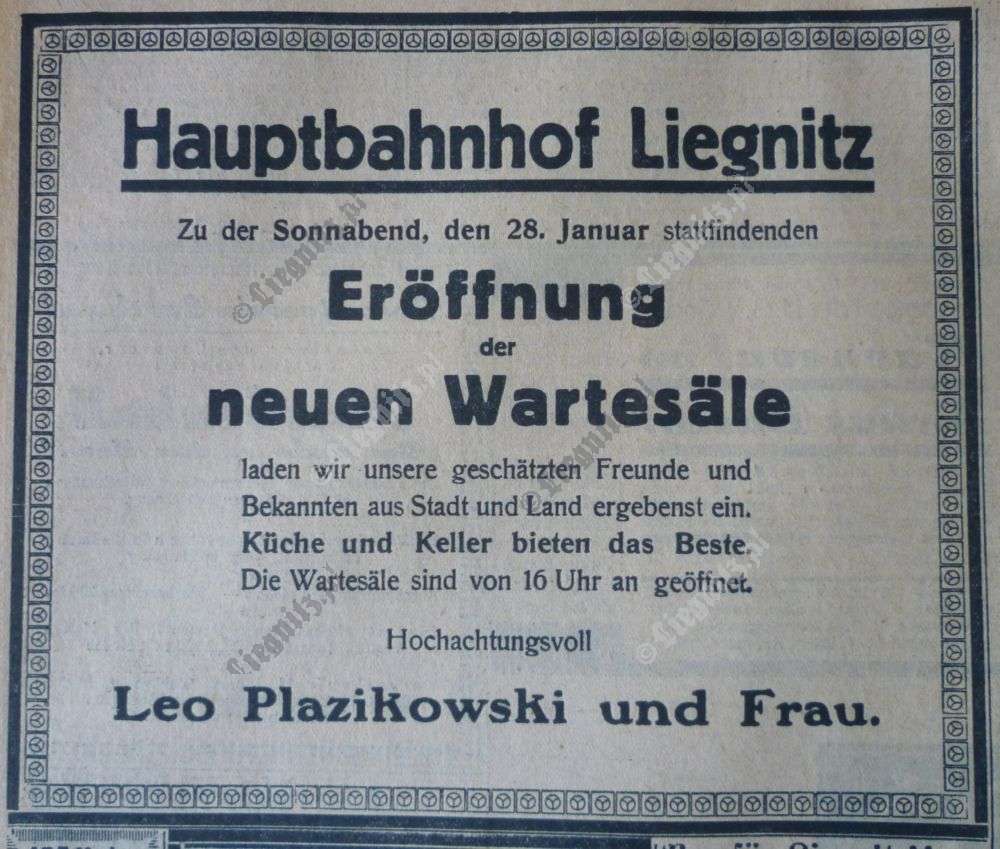 Hauptbahnhof Liegnitz
Zu der Sonnabend, den 28. Januar stattfindenden
Eröffnung
der
neuen Wartesäle
laden wir unsere geschätzten Freunde und
Bekannten aus Stadt und Land ergebenst ein.
Küche und Keller bieten das Beste.
Die Wartesäle sind von 16 Uhr an geöffnet.
Hochachtungsvoll
Leo Plazikowski und Frau.